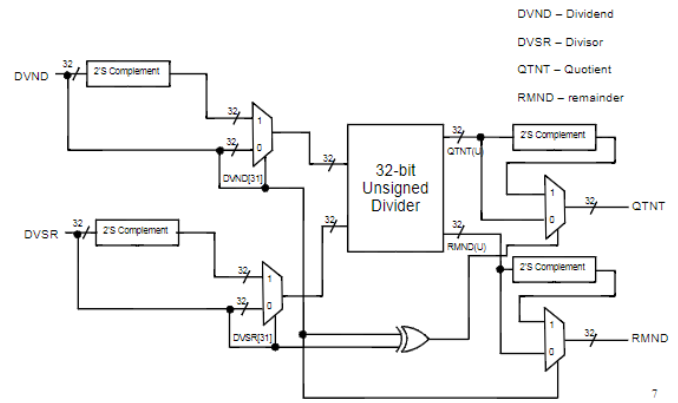 DVND – Dividend
DVSR – Divisor
QTNT – Quotient
RMND – remainder
DVND
32
2'S Complement
32
1
32
0
DVND[31]
32
32-bit
Unsigned
Divider
32
QTNT(U)
2'S Complement
1
0
32
QTNT
DVSR
32
2'S Complement
32
1
32
0
DVSR[31]
32
32
RMND(U)
2'S Complement
1
0
32
RMND
7